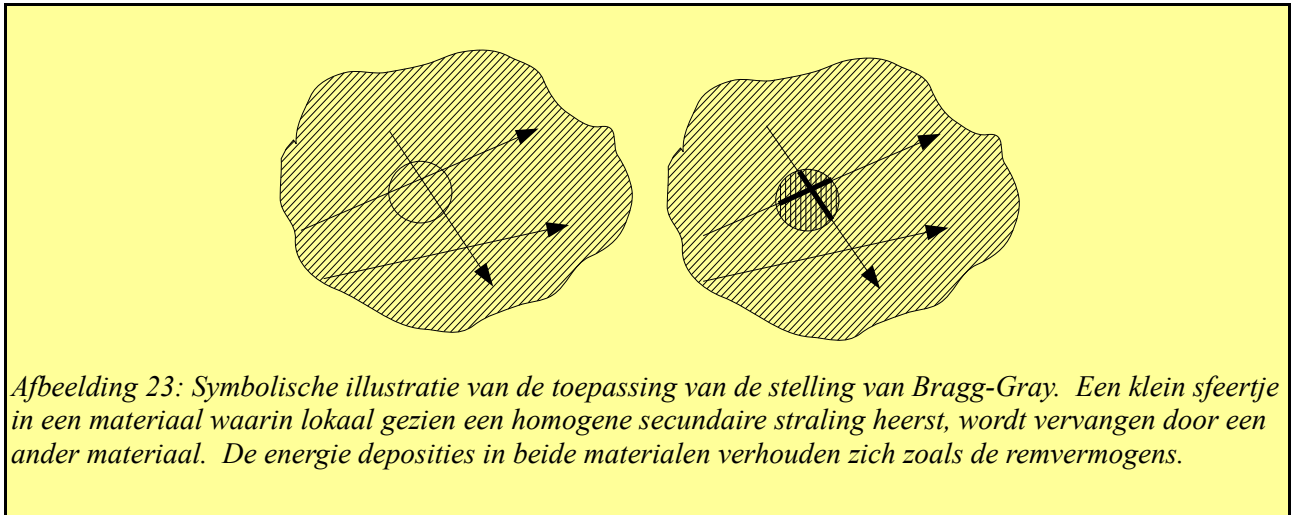 Afbeelding 23: Symbolische illustratie van de toepassing van de stelling van Bragg-Gray. Een klein sfeertje
in een materiaal waarin lokaal gezien een homogene secundaire straling heerst, wordt vervangen door een
ander materiaal. De energie deposities in beide materialen verhouden zich zoals de remvermogens.